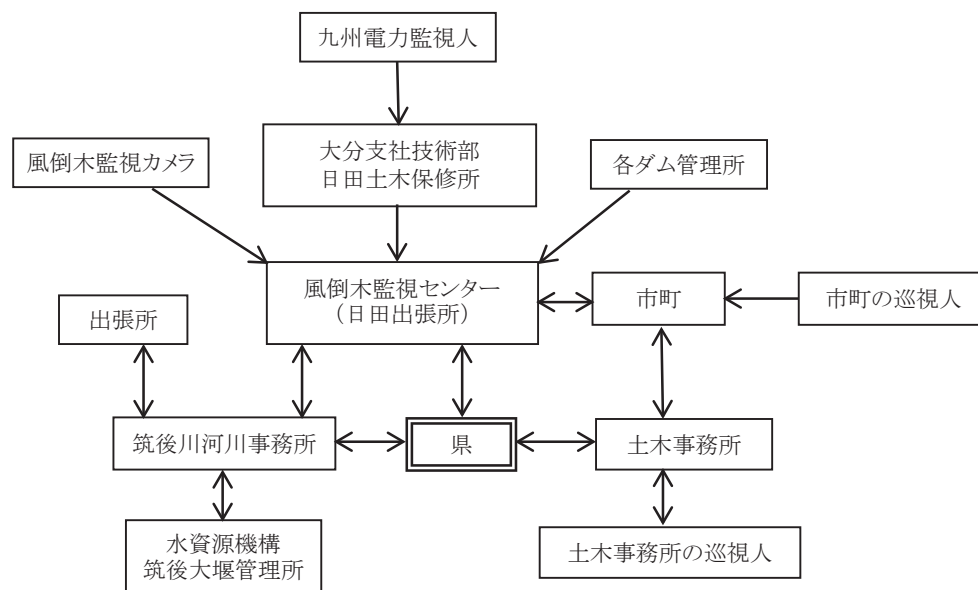 九州電力監視人
大分支社技術部
日田土木保修所
風倒木監視カメラ
各ダム管理所
風倒木監視センター
（日田出張所）
市町
市町の巡視人
出張所
筑後川河川事務所
県
土木事務所
水資源機構
筑後大堰管理所
土木事務所の巡視人